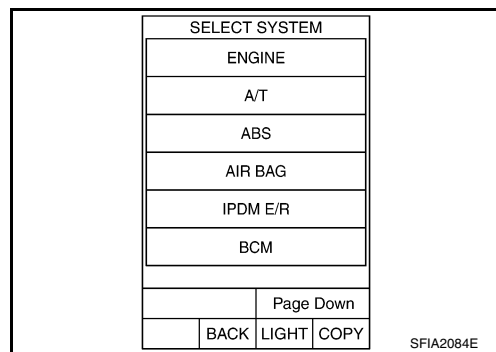 SELECT SYSTEM
ENGINE
A/T
ABS
AIR BAG
IPDM E/R
BCM
Page Down
BACK LIGHT COPY
SFIA2084E